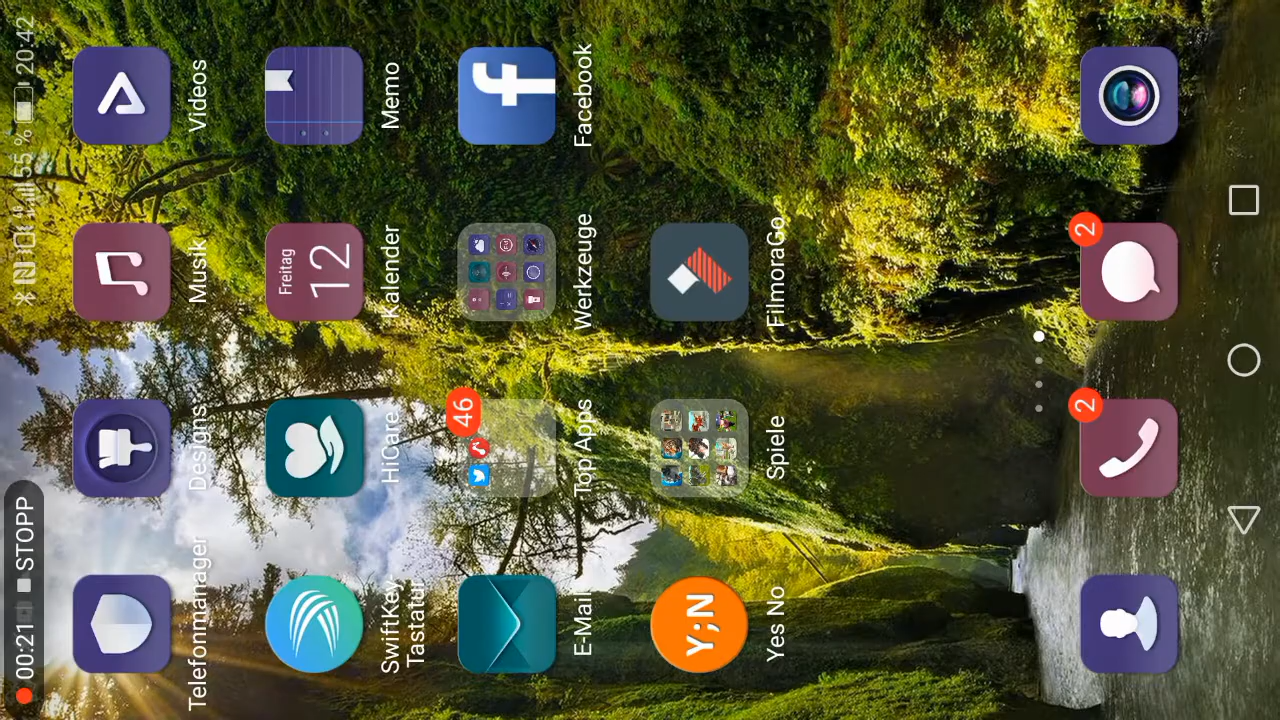 00:21 STOPP
55 % 20:42
Telefonmanager
Designs
Musik
Videos
SwiftKey
Tastatur
HiCare
Freitag
12
Kalender
Memo
E-Mail
46
Top Apps
Werkzeuge
Facebook
Y;N
Yes No
Spiele
FilmoraGo
2
2